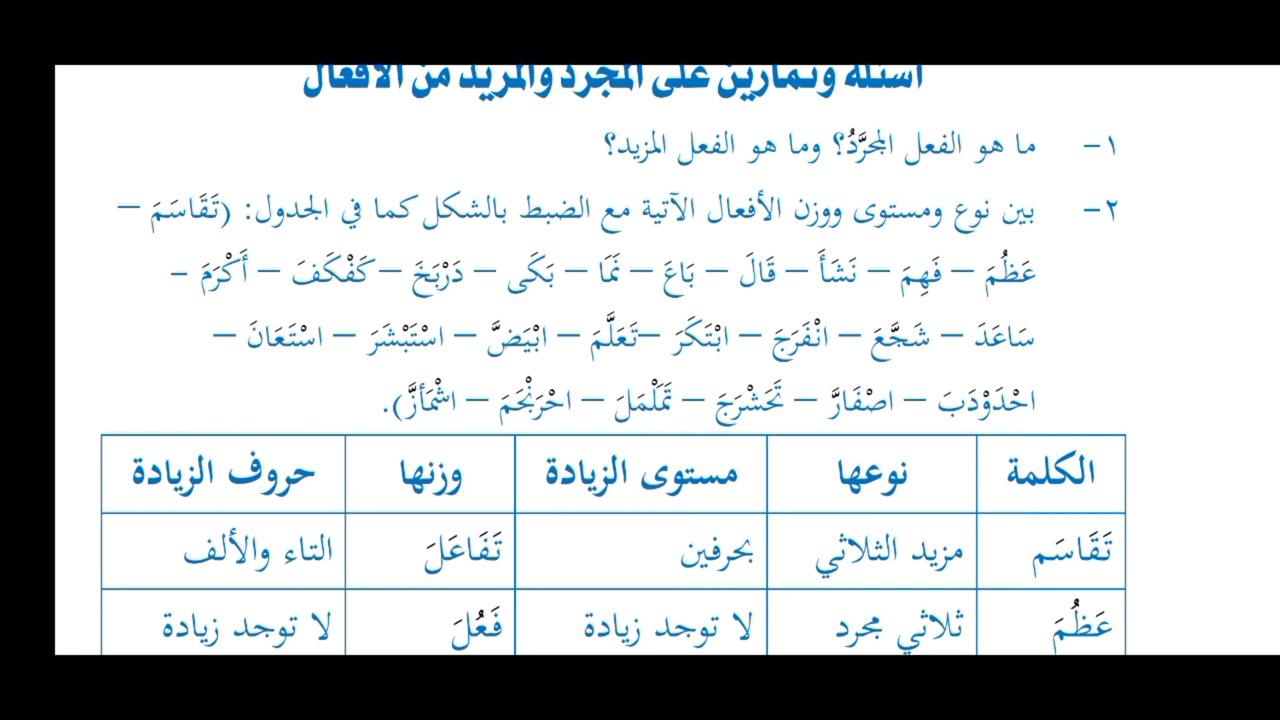 أسئلة وتمارين على المجرد والمزيد من الأفعال
١- ما هو الفعل المجَرَّدُ؟ وما هو الفعل المزيد؟
٢- بين نوع ومستوى ووزن الأفعال الآتية مع الضبط بالشكل كما في الجدول: (تَقَاسَمَ –
عَظُمَ – فَهِمَ – نَشَأَ – قَالَ – بَاعَ – نَمَا – بَكَى – دَرْبَخَ – كَفْكَفَ – أَكْرَمَ –
سَاعَدَ – شَجَّعَ – انْفَرَجَ – ابْتَكَرَ – تَعَلَّمَ – ابْيَضَّ – اسْتَبْشَرَ – اسْتَعَانَ –
احْدَوْدَبَ – اصْفَارَّ – تَحَشْرَجَ – تَمَلْمَلَ – احْرَنْجَمَ – اشْمَأَزَّ).
الكلمة نوعها مستوى الزيادة وزنها حروف الزيادة
تَقَاسَم مزيد الثلاثي بحرفين تَفَاعَلَ التاء والألف
عَظُمَ ثلاثي مجرد لا توجد زيادة فَعُلَ لا توجد زيادة